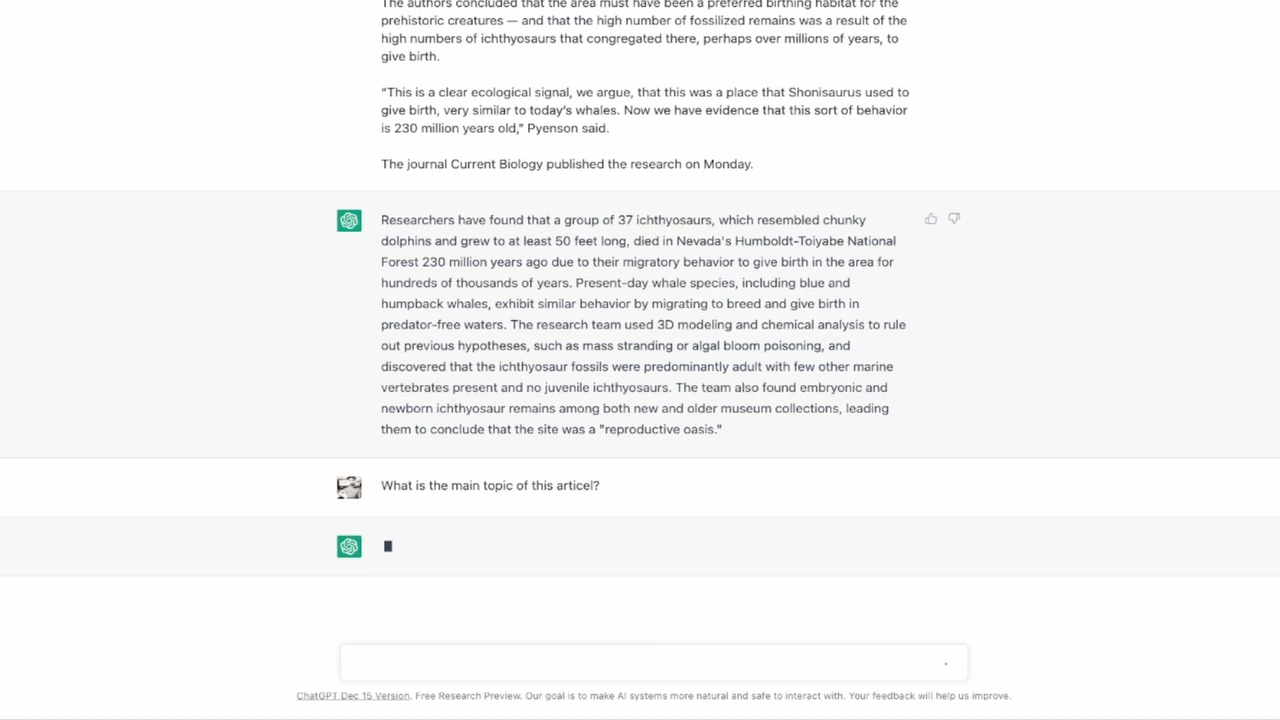 The authors concluded that the area must have been a preferred birthing habitat for the
prehistoric creatures — and that the high number of fossilized remains was a result of the
high numbers of ichthyosaurs that congregated there, perhaps over millions of years, to
give birth.
“This is a clear ecological signal, we argue, that this was a place that Shonisaurus used to
give birth, very similar to today’s whales. Now we have evidence that this sort of behavior
is 230 million years old,” Pyenson said.
The journal Current Biology published the research on Monday.
Researchers have found that a group of 37 ichthyosaurs, which resembled chunky
dolphins and grew to at least 50 feet long, died in Nevada's Humboldt-Toiyabe National
Forest 230 million years ago due to their migratory behavior to give birth in the area for
hundreds of thousands of years. Present-day whale species, including blue and
humpback whales, exhibit similar behavior by migrating to breed and give birth in
predator-free waters. The research team used 3D modeling and chemical analysis to rule
out previous hypotheses, such as mass stranding or algal bloom poisoning, and
discovered that the ichthyosaur fossils were predominantly adult with few other marine
vertebrates present and no juvenile ichthyosaurs. The team also found embryonic and
newborn ichthyosaur remains among both new and older museum collections, leading
them to conclude that the site was a "reproductive oasis."
What is the main topic of this articel?
ChatGPT Dec 15 Version. Free Research Preview. Our goal is to make AI systems more natural and safe to interact with. Your feedback will help us improve.